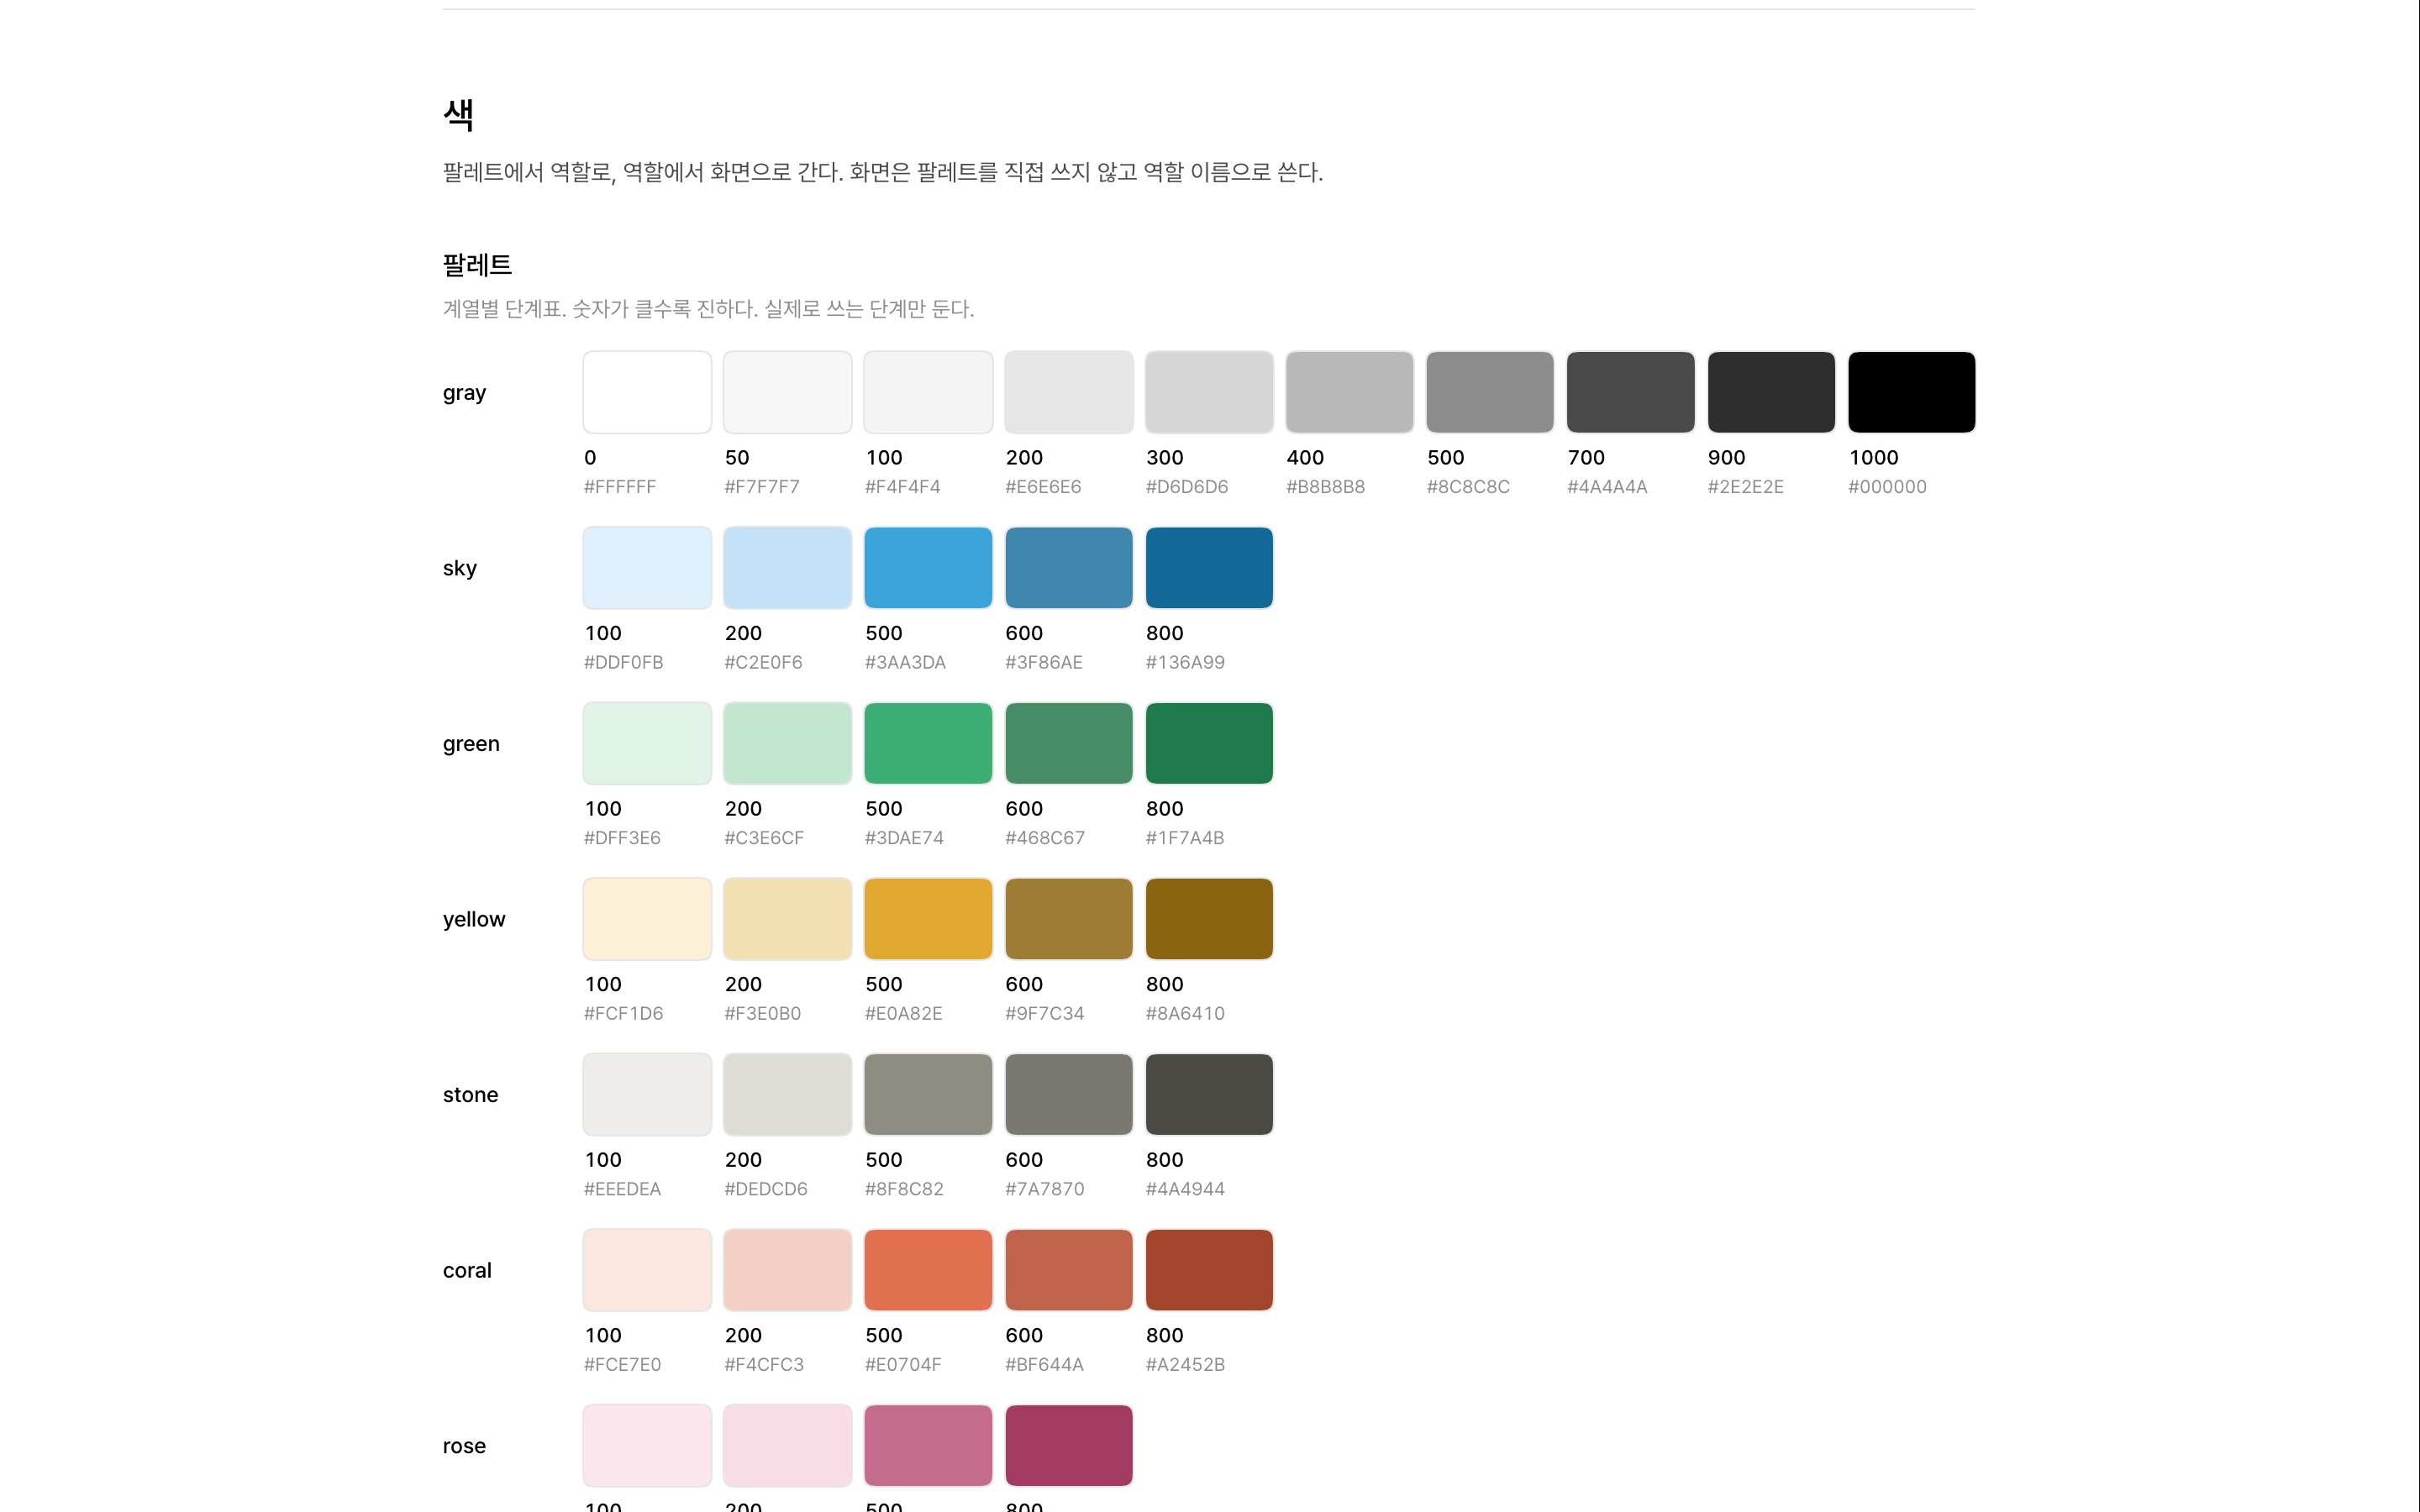 색
팔레트에서 역할로, 역할에서 화면으로 간다. 화면은 팔레트를 직접 쓰지 않고 역할 이름으로 쓴다.
팔레트
계열별 단계표. 숫자가 클수록 진하다. 실제로 쓰는 단계만 둔다.
gray
0 50 100 200 300 400 500 700 900 1000
#FFFFFF #F7F7F7 #F4F4F4 #E6E6E6 #D6D6D6 #B8B8B8 #8C8C8C #4A4A4A #2E2E2E #000000
sky
100 200 500 600 800
#DDF0FB #C2E0F6 #3AA3DA #3F86AE #136A99
green
100 200 500 600 800
#DFF3E6 #C3E6CF #3DAE74 #468C67 #1F7A4B
yellow
100 200 500 600 800
#FCF1D6 #F3E0B0 #E0A82E #9F7C34 #8A6410
stone
100 200 500 600 800
#EEEDEA #DEDCD6 #8F8C82 #7A7870 #4A4944
coral
100 200 500 600 800
#FCE7E0 #F4CFC3 #E0704F #BF644A #A2452B
rose
100 200 500 800